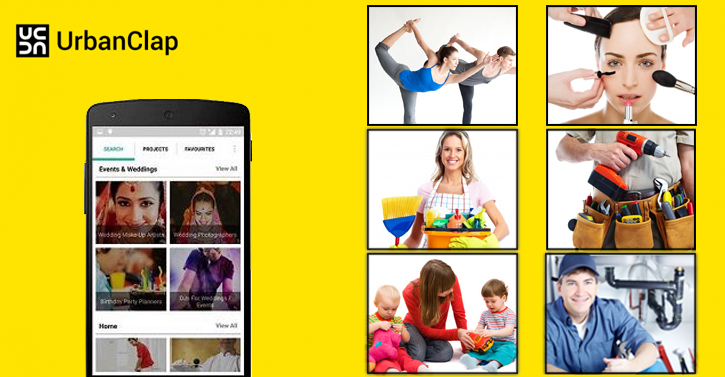 UC
UrbanClap
22:49
SEARCH PROJECTS FAVOURITES
Events & Weddings View All
Wedding Make-Up Artists Wedding Photographers
Birthday Party Planners DJs For Weddings /
Events
Home View All